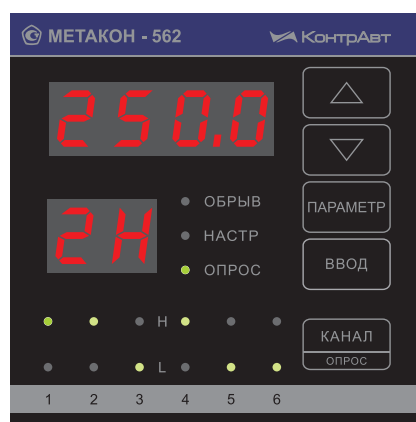 МЕТАКОН - 562
КонтрАвт
250.0
2H
ОБРЫВ
НАСТР
ОПРОС
ПАРАМЕТР
ВВОД
H
L
КАНАЛ
ОПРОС
1 2 3 4 5 6